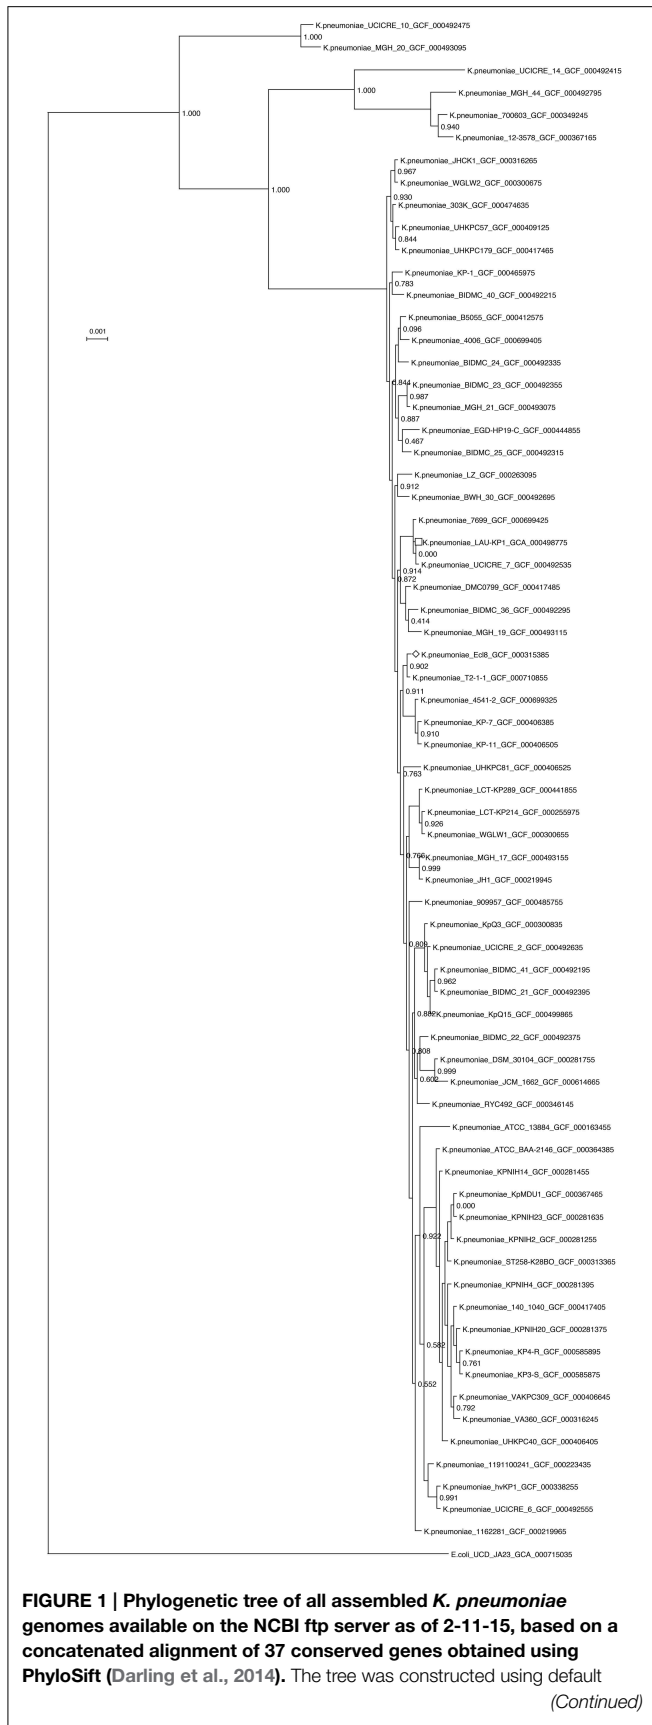 K.pneumoniae_UCICRE_10_GCF_000492475
1.000
K.pneumoniae_MGH_20_GCF_000493095
K.pneumoniae_UCICRE_14_GCF_000492415
1.000
K.pneumoniae_MGH_44_GCF_000492795
1.000
K.pneumoniae_700603_GCF_000349245
0.940
K.pneumoniae_12-3578_GCF_000367165
K.pneumoniae_JHCK1_GCF_000316265
0.967
K.pneumoniae_WGLW2_GCF_000300675
1.000
0.930
K.pneumoniae_303K_GCF_000474635
K.pneumoniae_UHKPC57_GCF_000409125
0.844
K.pneumoniae_UHKPC179_GCF_000417465
K.pneumoniae_KP-1_GCF_000465975
0.783
K.pneumoniae_BIDMC_40_GCF_000492215
K.pneumoniae_B5055_GCF_000412575
0.096
0.001
K.pneumoniae_4006_GCF_000699405
K.pneumoniae_BIDMC_24_GCF_000492335
0.844
K.pneumoniae_BIDMC_23_GCF_000492355
0.987
K.pneumoniae_MGH_21_GCF_000493075
0.887
K.pneumoniae_EGD-HP19-C_GCF_000444855
0.467
K.pneumoniae_BIDMC_25_GCF_000492315
K.pneumoniae_LZ_GCF_000263095
0.912
K.pneumoniae_BWH_30_GCF_000492695
K.pneumoniae_7699_GCF_000699425
K.pneumoniae_LAU-KP1_GCA_000498775
0.000
K.pneumoniae_UCICRE_7_GCF_000492535
0.914
0.872
K.pneumoniae_DMC0799_GCF_000417485
K.pneumoniae_BIDMC_36_GCF_000492295
0.414
K.pneumoniae_MGH_19_GCF_000493115
K.pneumoniae_Ecl8_GCF_000315385
0.902
K.pneumoniae_T2-1-1_GCF_000710855
0.911
K.pneumoniae_4541-2_GCF_000699325
K.pneumoniae_KP-7_GCF_000406385
0.910
K.pneumoniae_KP-11_GCF_000406505
K.pneumoniae_UHKPC81_GCF_000406525
0.763
K.pneumoniae_LCT-KP289_GCF_000441855
K.pneumoniae_LCT-KP214_GCF_000255975
0.926
K.pneumoniae_WGLW1_GCF_000300655
0.766
K.pneumoniae_MGH_17_GCF_000493155
0.999
K.pneumoniae_JH1_GCF_000219945
K.pneumoniae_909957_GCF_000485755
K.pneumoniae_KpQ3_GCF_000300835
0.809
K.pneumoniae_UCICRE_2_GCF_000492635
K.pneumoniae_BIDMC_41_GCF_000492195
0.962
K.pneumoniae_BIDMC_21_GCF_000492395
K.pneumoniae_KpQ15_GCF_000499865
K.pneumoniae_BIDMC_22_GCF_000492375
0.808
K.pneumoniae_DSM_30104_GCF_000281755
0.999
0.602
K.pneumoniae_JCM_1662_GCF_000614665
K.pneumoniae_RYC492_GCF_000346145
K.pneumoniae_ATCC_13884_GCF_000163455
K.pneumoniae_ATCC_BAA-2146_GCF_000364385
K.pneumoniae_KPNIH14_GCF_000281455
K.pneumoniae_KpMDU1_GCF_000367465
0.000
K.pneumoniae_KPNIH23_GCF_000281635
0.922
K.pneumoniae_KPNIH2_GCF_000281255
K.pneumoniae_ST258-K28BO_GCF_000313365
K.pneumoniae_KPNIH4_GCF_000281395
K.pneumoniae_140_1040_GCF_000417405
K.pneumoniae_KPNIH20_GCF_000281375
0.582
K.pneumoniae_KP4-R_GCF_000585895
0.761
K.pneumoniae_KP3-S_GCF_000585875
0.552
K.pneumoniae_VAKPC309_GCF_000406645
0.792
K.pneumoniae_VA360_GCF_000316245
K.pneumoniae_UHKPC40_GCF_000406405
K.pneumoniae_1191100241_GCF_000223435
K.pneumoniae_hvKP1_GCF_000338255
0.991
K.pneumoniae_UCICRE_6_GCF_000492555
K.pneumoniae_1162281_GCF_000219965
E.coli_UCD_JA23_GCA_000715035
FIGURE 1 | Phylogenetic tree of all assembled K. pneumoniae
genomes available on the NCBI ftp server as of 2-11-15, based on a
concatenated alignment of 37 conserved genes obtained using
PhyloSift (Darling et al., 2014). The tree was constructed using default
(Continued)